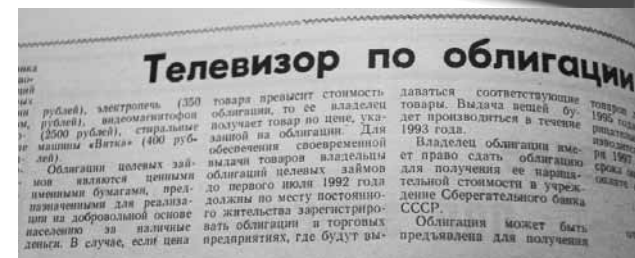 Телевизор по облигации
рублей), электропечь (350
рублей), видеомагнитофон
(2500 рублей), стиральные
машины «Вятка» (400 руб-
лей).
Облигации целевых зай-
мов являются ценными
именными бумагами, пред-
назначенными для реализа-
ции на добровольной основе
населению за наличные
деньги. В случае, если цена
товара превысит стоимость
облигации, то ее владелец
получает товар по цене, ука-
занной на облигации. Для
обеспечения своевременной
выдачи товаров владельцы
облигаций целевых займов
до первого июля 1992 года
должны по месту постоянно-
го жительства зарегистриро-
вать облигации в торговых
предприятиях, где будут вы-
даваться соответствующие
товары. Выдача вещей бу-
дет производиться в течение
1993 года.
Владелец облигации име-
ет право сдать облигацию
для получения ее нарица-
тельной стоимости в учреж-
дение Сберегательного банка
СССР.
Облигация может быть
предъявлена для получения
товаров
1995